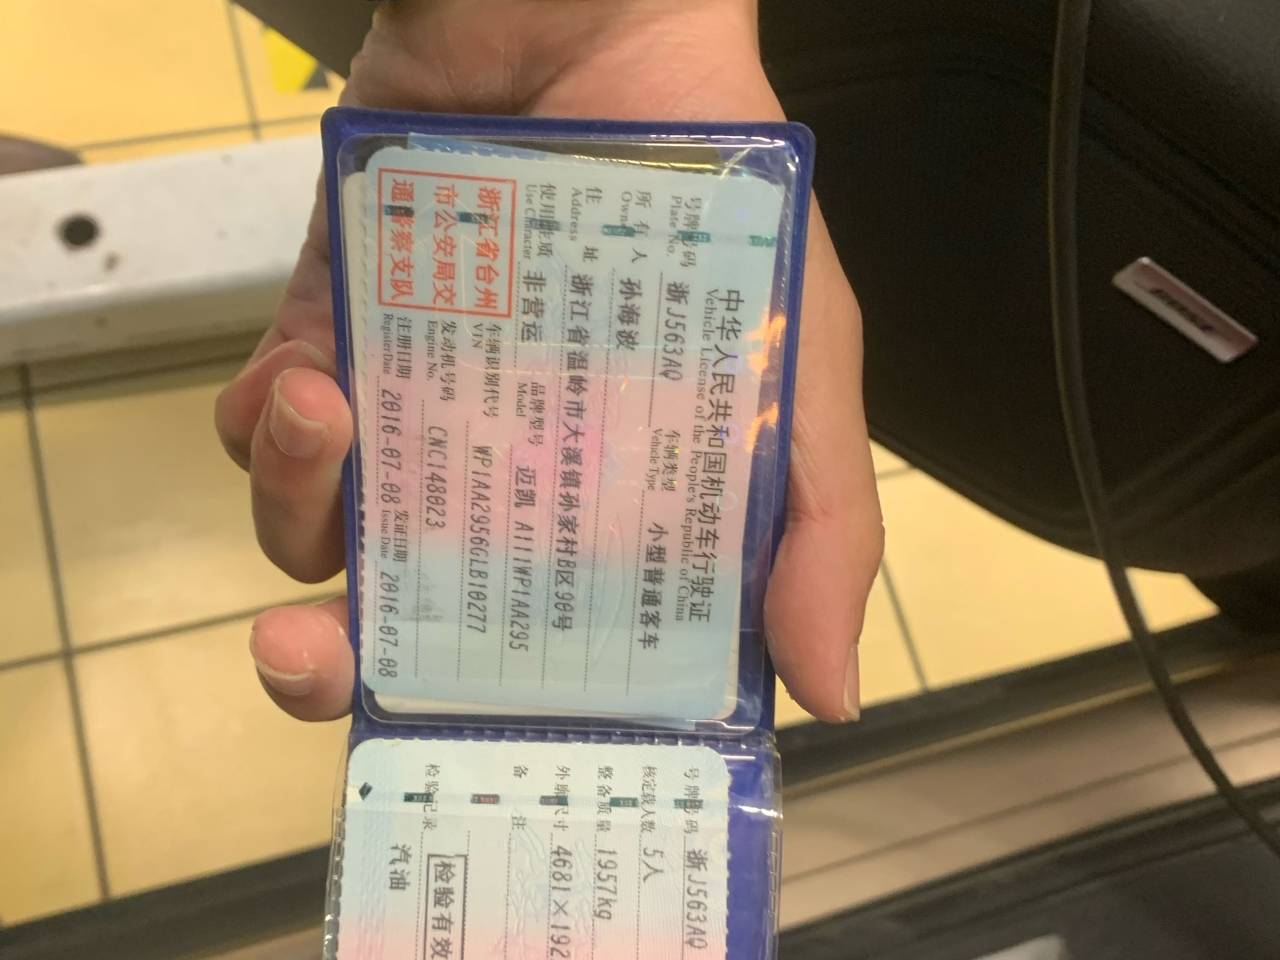 中华人民共和国机动车行驶证
Vehicle License of the People's Republic of China
号牌号码 浙J563AQ 车辆类型 小型普通客车
Plate No. Vehicle Type
所有人 孙海波
Owner
住址 浙江省温岭市大溪镇孙家村B区90号
Address
使用性质 非营运 品牌型号 迈凯 A111WP1AA295
Use Character Model
浙江省台州
市公安局交
通警察支队
车辆识别代号 WP1AA2956GLB10277
VIN
发动机号码 CNC148023
Engine No.
注册日期 2016-07-08 发证日期 2016-07-08
Register Date Issue Date
号牌号码 浙J563AQ
核定载人数 5人
整备质量 1957kg
外廓尺寸 4681×192
备注
检验记录
检验有效
汽油